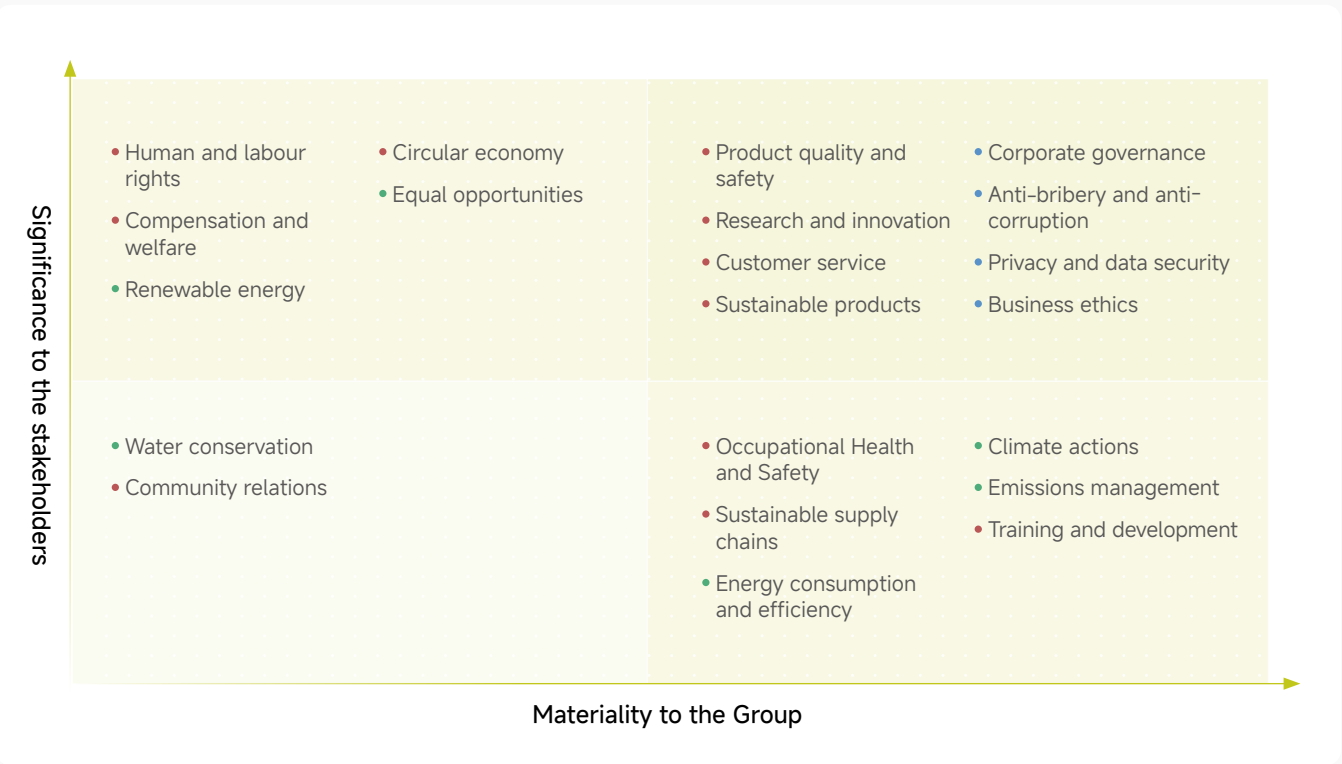 Significance to the stakeholders
Human and labour
rights
Compensation and
welfare
Renewable energy
Circular economy
Equal opportunities
Product quality and
safety
Research and innovation
Customer service
Sustainable products
Corporate governance
Anti-bribery and anti-
corruption
Privacy and data security
Business ethics
Water conservation
Community relations
Occupational Health
and Safety
Sustainable supply
chains
Energy consumption
and efficiency
Climate actions
Emissions management
Training and development
Materiality to the Group